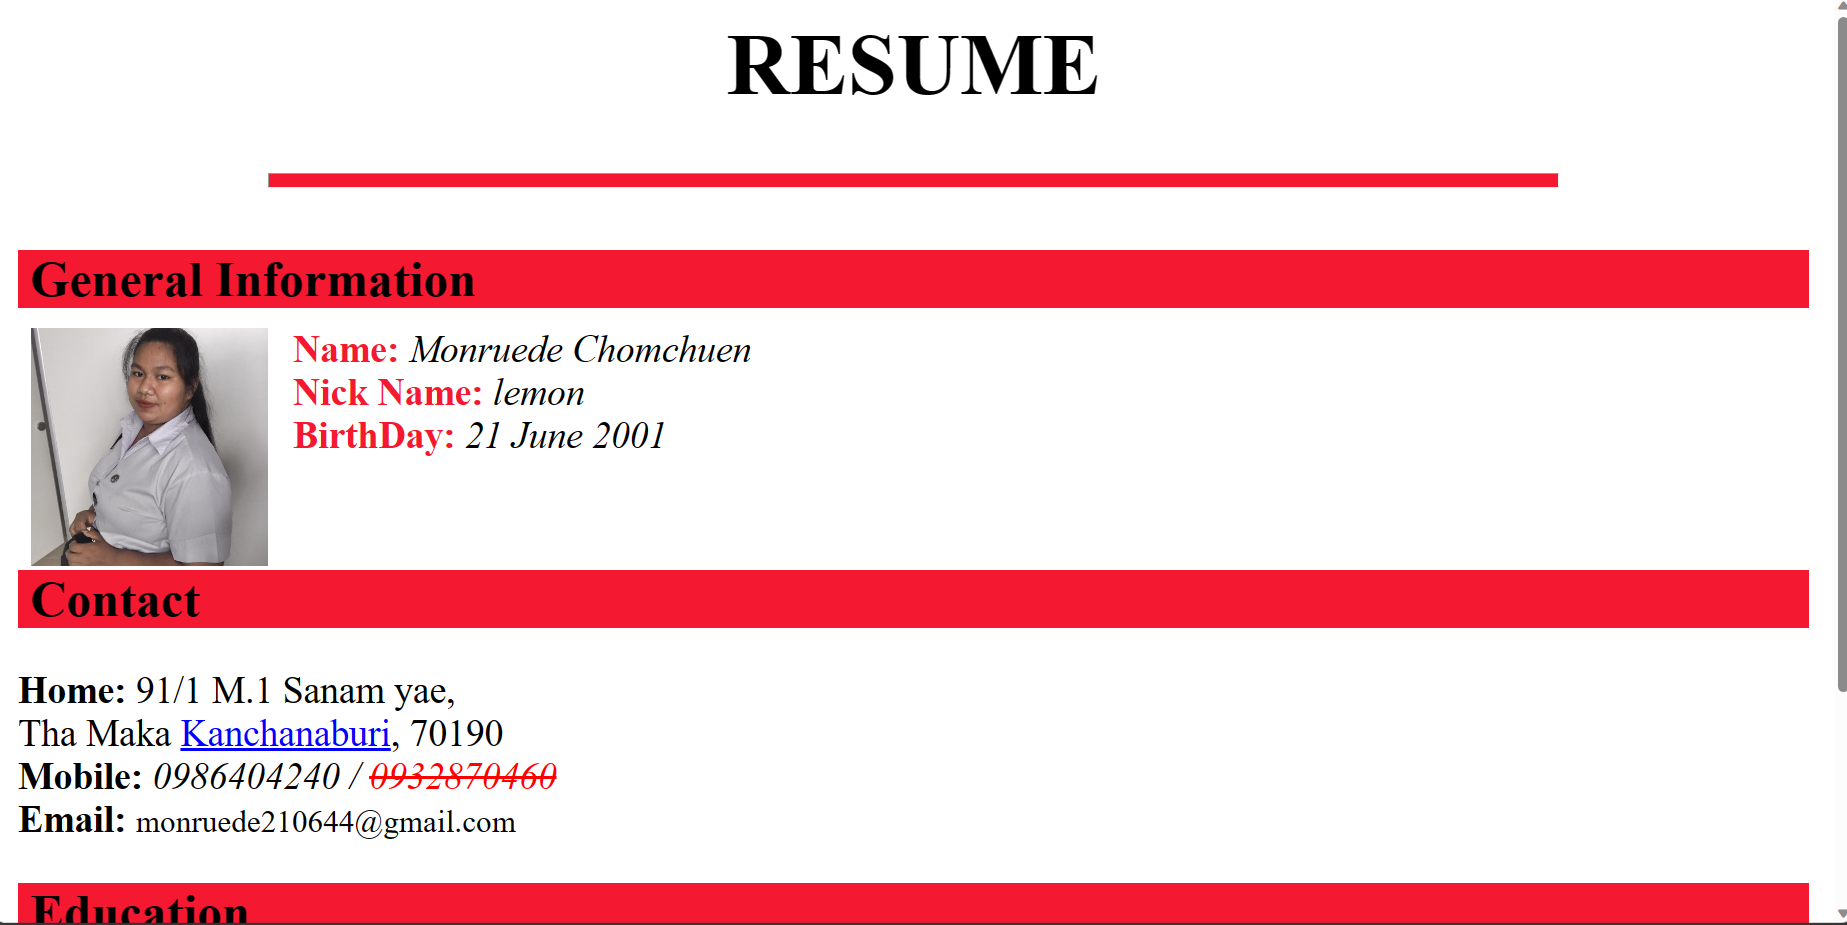 RESUME
General Information
Name: Monruede Chomchuen
Nick Name: lemon
BirthDay: 21 June 2001
Contact
Home: 91/1 M.1 Sanam yae,
Tha Maka Kanchanaburi, 70190
Mobile: 0986404240 / 0932870460
Email: monruede210644@gmail.com
Education